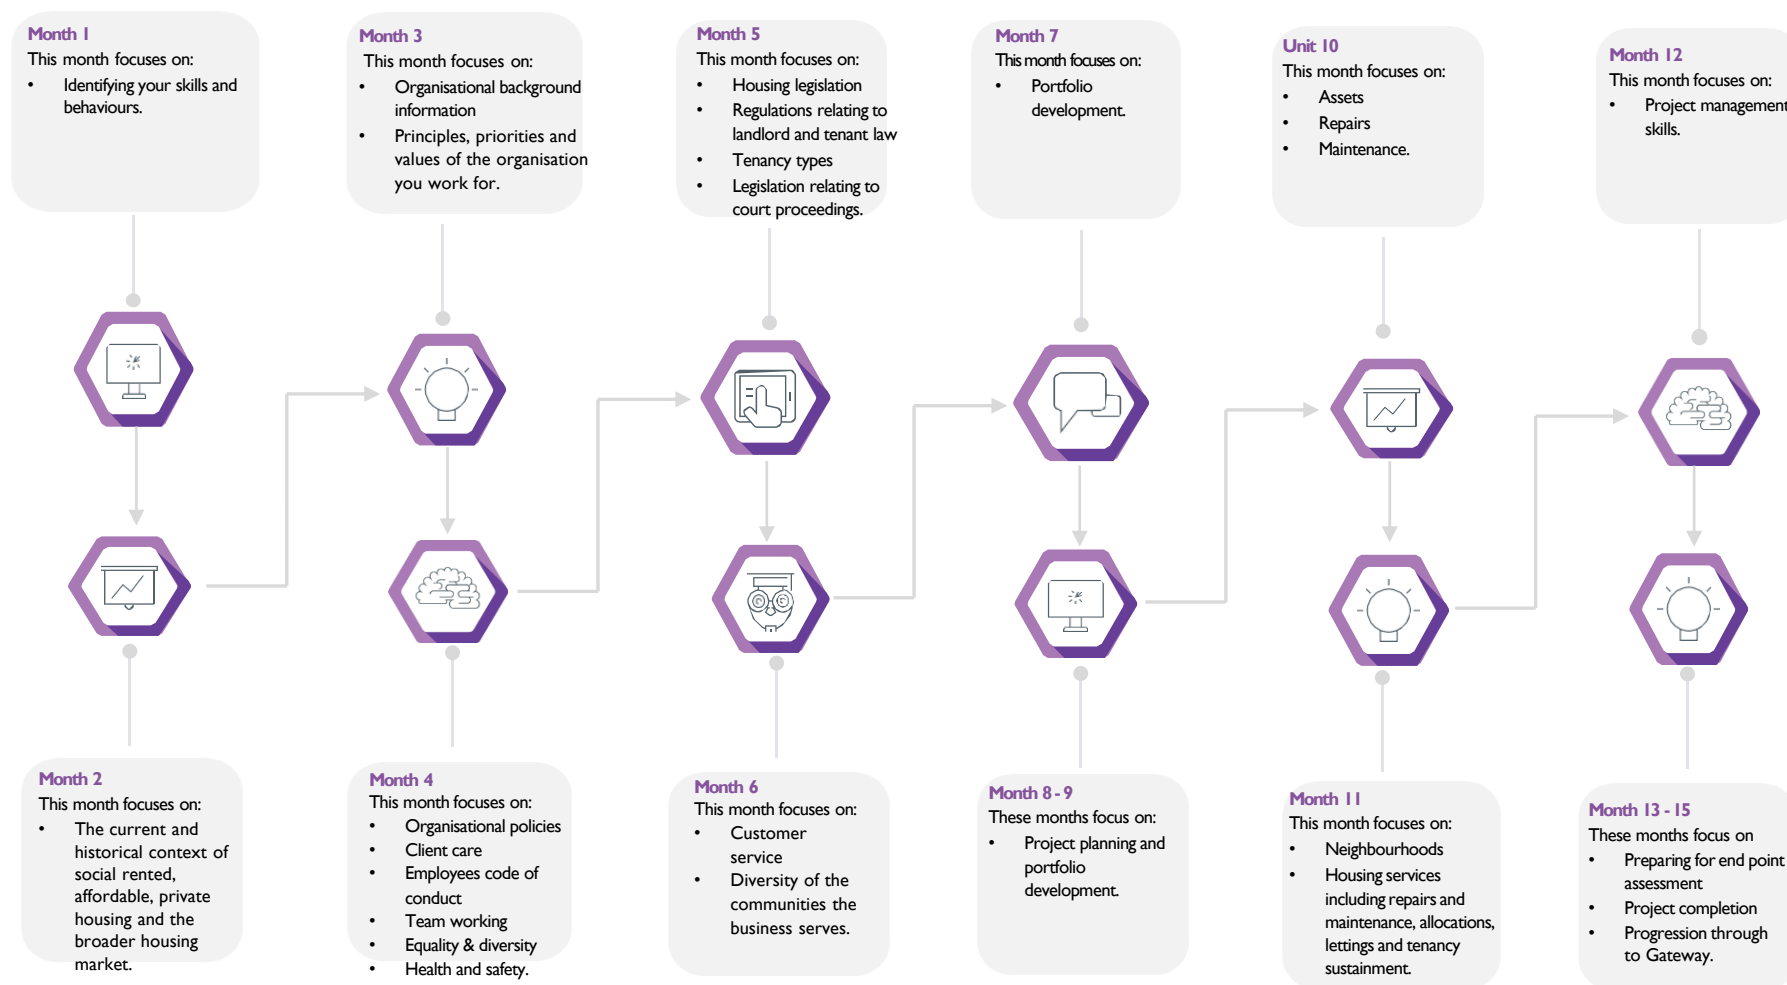 Month 1
This month focuses on:
• Identifying your skills and
behaviours.
Month 3
This month focuses on:
• Organisational background
information
• Principles, priorities and
values of the organisation
you work for.
Month 5
This month focuses on:
• Housing legislation
• Regulations relating to
landlord and tenant law
• Tenancy types
• Legislation relating to
court proceedings.
Month 7
This month focuses on:
• Portfolio
development.
Unit 10
This month focuses on:
• Assets
• Repairs
• Maintenance.
Month 12
This month focuses on:
• Project management
skills.
Month 2
This month focuses on:
• The current and
historical context of
social rented,
affordable, private
housing and the
broader housing
market.
Month 4
This month focuses on:
• Organisational policies
• Client care
• Employees code of
conduct
• Team working
• Equality & diversity
• Health and safety.
Month 6
This month focuses on:
• Customer
service
• Diversity of the
communities the
business serves.
Month 8 - 9
These months focus on:
• Project planning and
portfolio
development.
Month 11
This month focuses on:
• Neighbourhoods
• Housing services
including repairs and
maintenance, allocations,
lettings and tenancy
sustainment.
Month 13 - 15
These months focus on
• Preparing for end point
assessment
• Project completion
• Progression through
to Gateway.